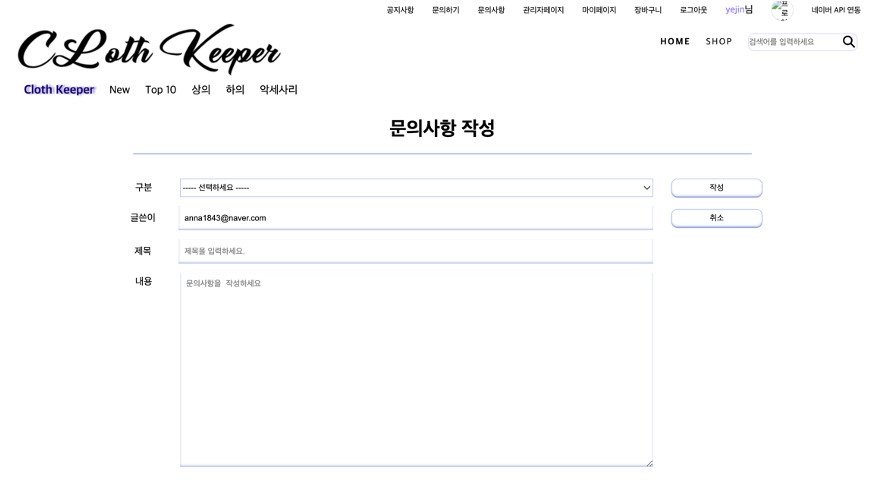 공지사항 문의하기 문의사항 관리자페이지 마이페이지 장바구니 로그아웃 yejin님 프로 네이버 API 연동
CLoth Keeper
HOME SHOP 검색어를 입력하세요
Cloth Keeper New Top 10 상의 하의 악세사리
문의사항 작성
구분 ----- 선택하세요 ----- 작성
글쓴이 anna1843@naver.com 취소
제목 제목을 입력하세요.
내용 문의사항을 작성하세요